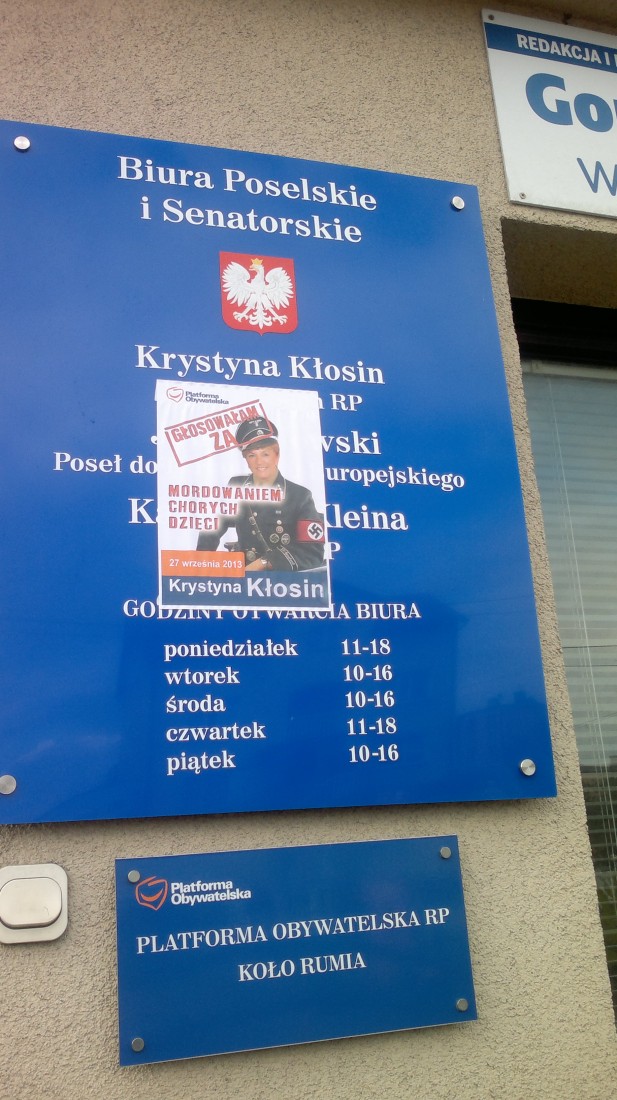 REDAKCJA I
Biura Poselskie
i Senatorskie
Krystyna Kłosin
RP
Poseł do
uropejskiego
Platforma
Obywatelska
GŁOSOWAŁAM
ZA
MORDOWANIEM
CHORYCH
DZIECI
27 września 2013
Krystyna Kłosin
Kleina
GODZINY OTWARCIA BIURA
poniedziałek 11-18
wtorek 10-16
środa 10-16
czwartek 11-18
piątek 10-16
Platforma
Obywatelska
PLATFORMA OBYWATELSKA RP
KOŁO RUMIA